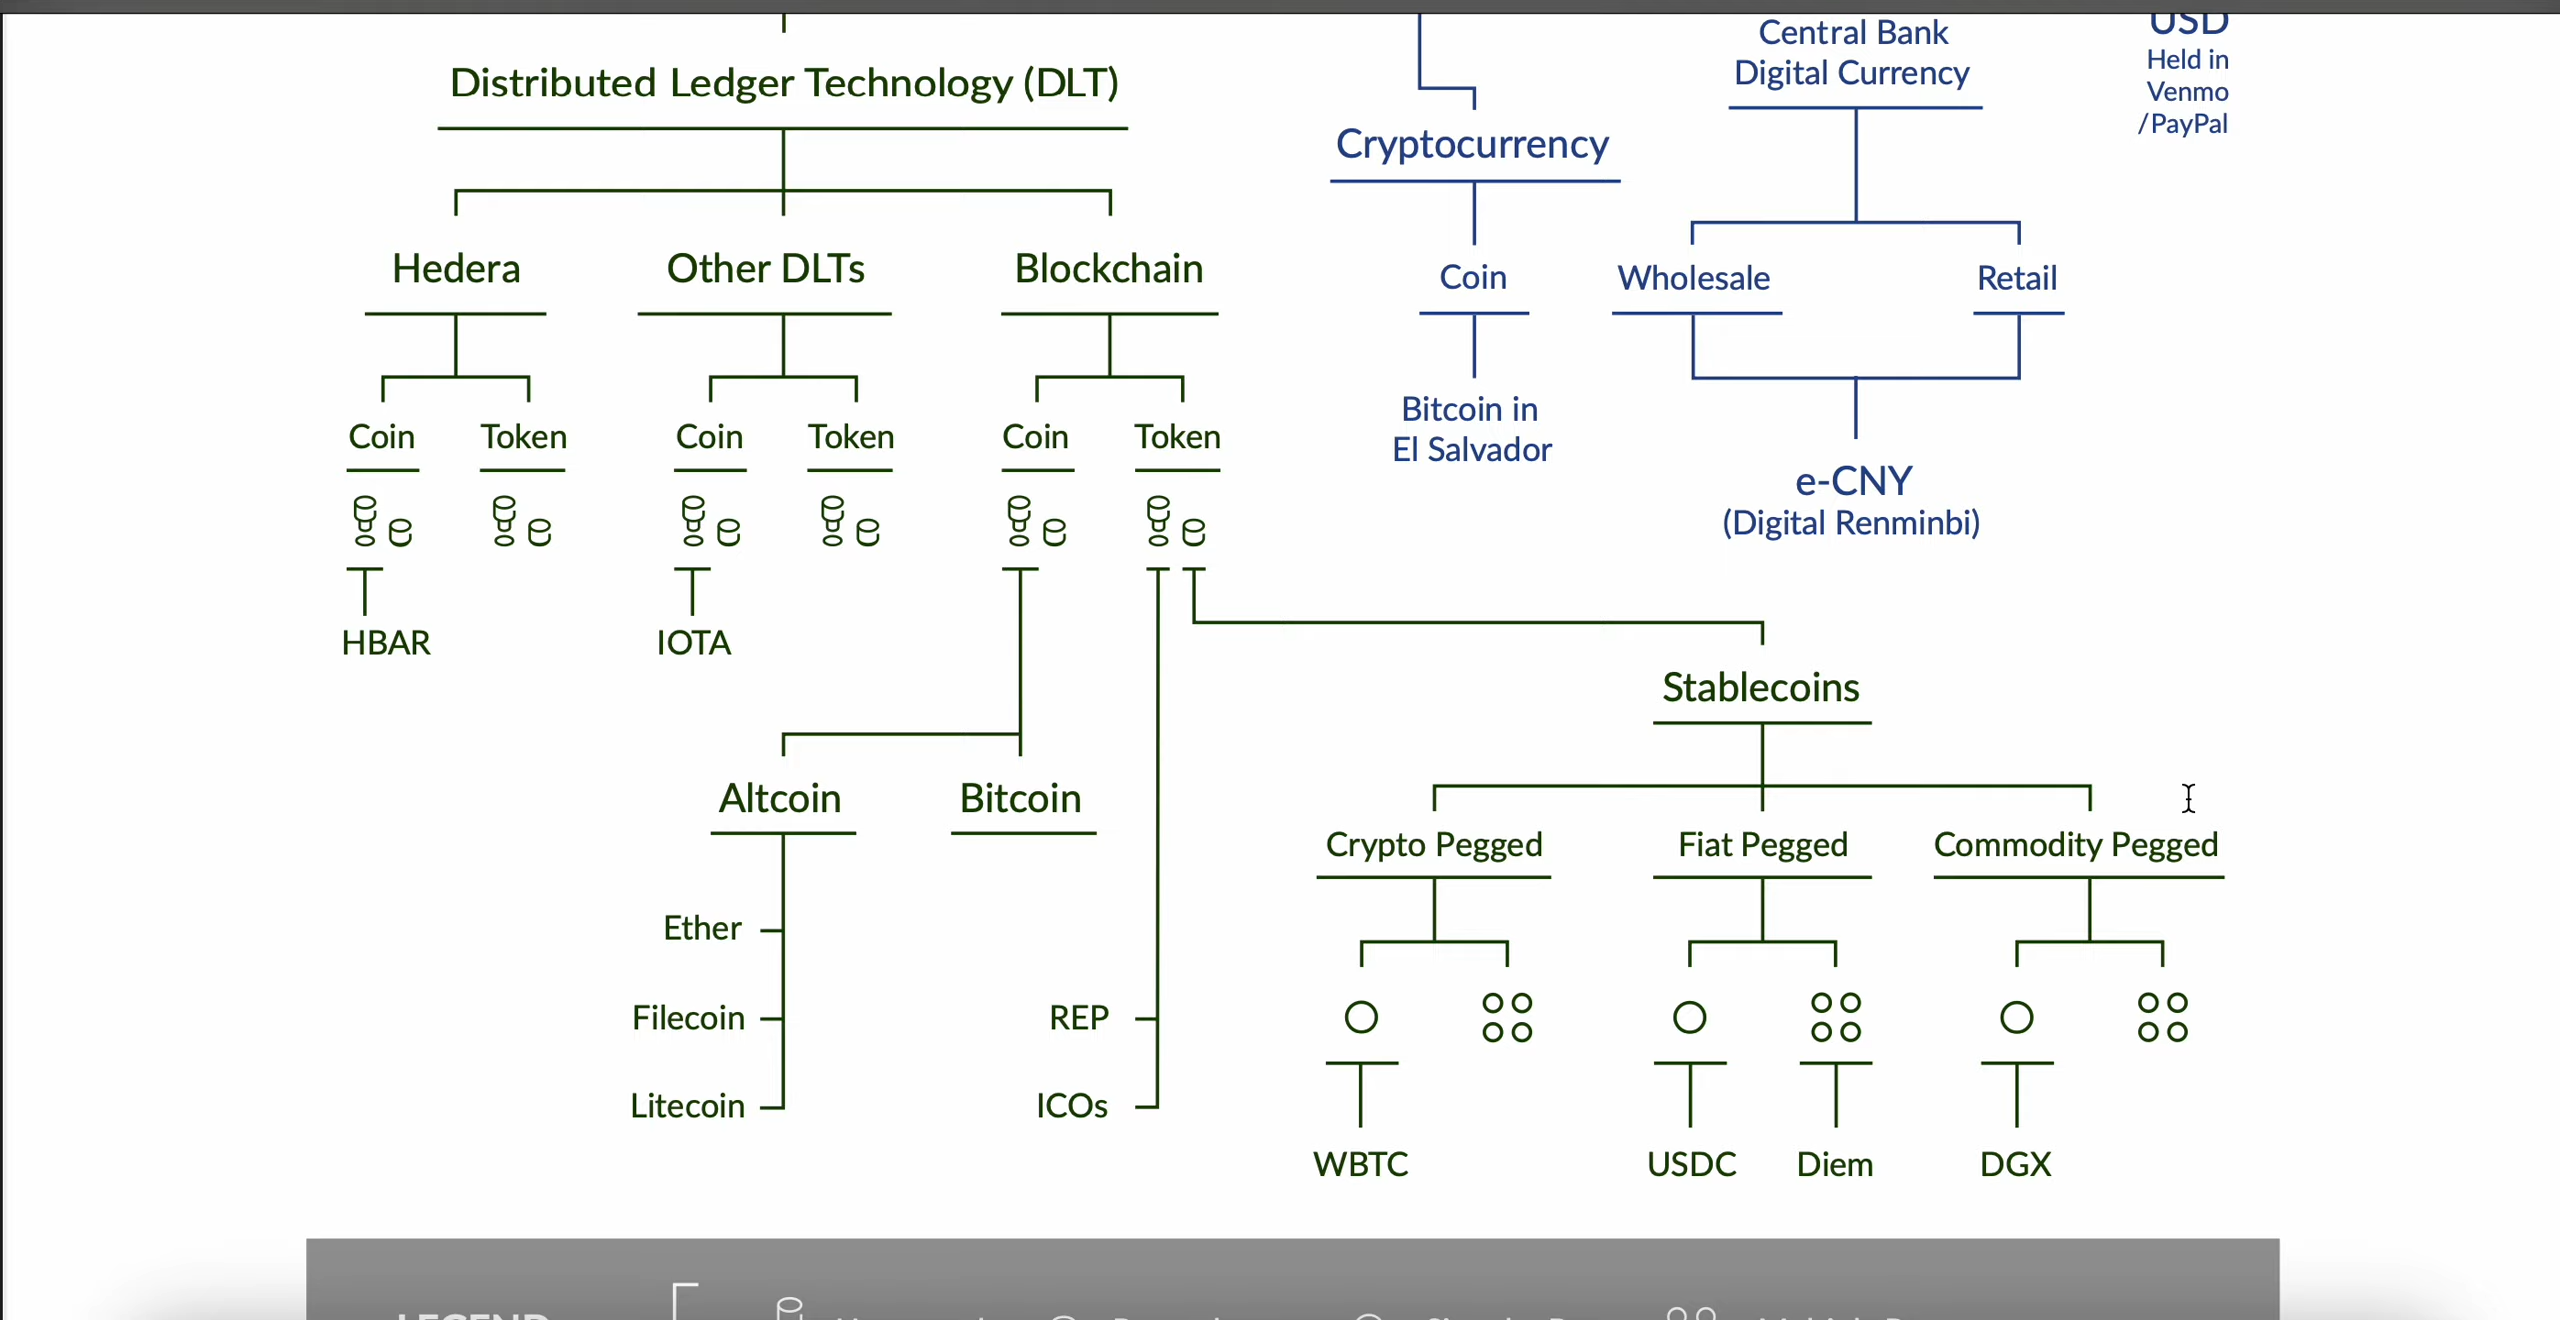 Distributed Ledger Technology (DLT)
Central Bank
Digital Currency
USD
Held in
Venmo
/PayPal
Cryptocurrency
Hedera
Other DLTs
Blockchain
Coin
Wholesale
Retail
Coin
Token
Coin
Token
Coin
Token
Bitcoin in
El Salvador
e-CNY
(Digital Renminbi)
HBAR
IOTA
Stablecoins
Altcoin
Bitcoin
Crypto Pegged
Fiat Pegged
Commodity Pegged
Ether
Filecoin
Litecoin
REP
ICOs
WBTC
USDC
Diem
DGX
LEGEND